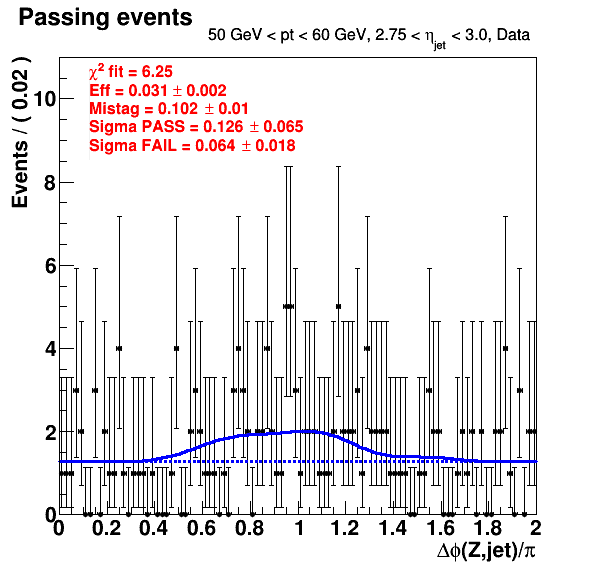 Passing events
50 GeV < pt < 60 GeV, 2.75 < η_jet < 3.0, Data
χ² fit = 6.25
Eff = 0.031 ± 0.002
Mistag = 0.102 ± 0.01
Sigma PASS = 0.126 ± 0.065
Sigma FAIL = 0.064 ± 0.018
Events / ( 0.02 )
10
8
6
4
2
0
0 0.2 0.4 0.6 0.8 1 1.2 1.4 1.6 1.8 2
Δϕ(Z,jet)/π